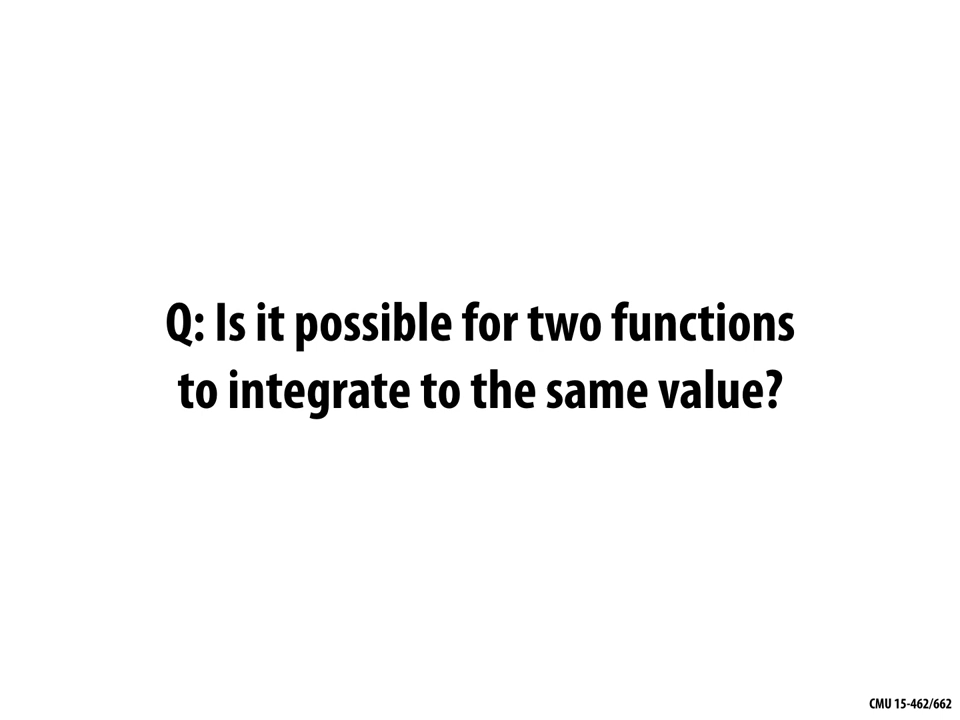 Q: Is it possible for two functions
to integrate to the same value?
CMU 15-462/662